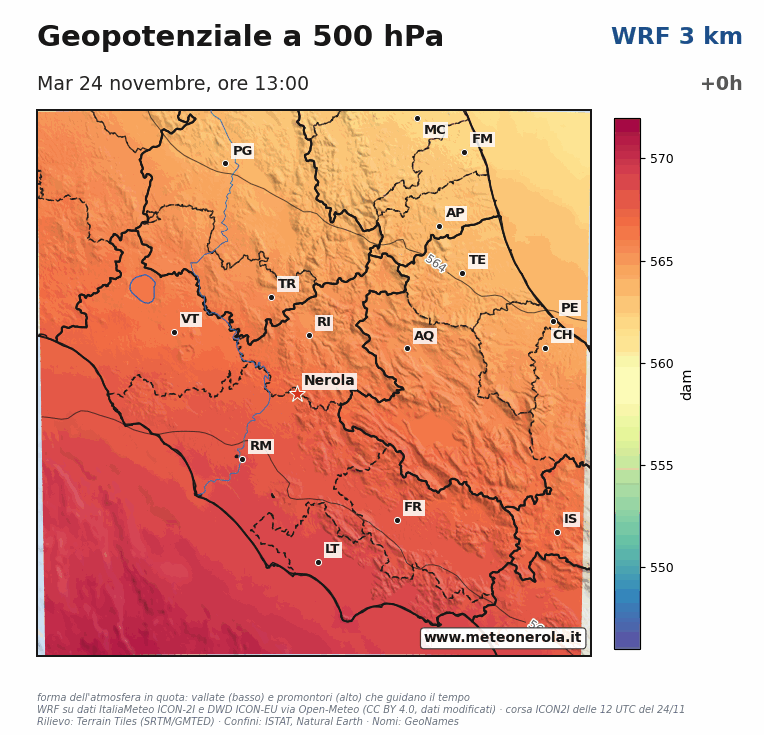 Geopotenziale a 500 hPa
WRF 3 km
Mar 24 novembre, ore 13:00
+0h
MC
FM
PG
AP
564
TE
TR
VT
RI
PE
AQ
CH
Nerola
RM
FR
IS
LT
www.meteonerola.it
570
565
560
555
550
dam
forma dell'atmosfera in quota: vallate (basso) e promontori (alto) che guidano il tempo
WRF su dati ItaliaMeteo ICON-2I e DWD ICON-EU via Open-Meteo (CC BY 4.0, dati modificati) · corsa ICON2I delle 12 UTC del 24/11
Rilievo: Terrain Tiles (SRTM/GMTED) · Confini: ISTAT, Natural Earth · Nomi: GeoNames